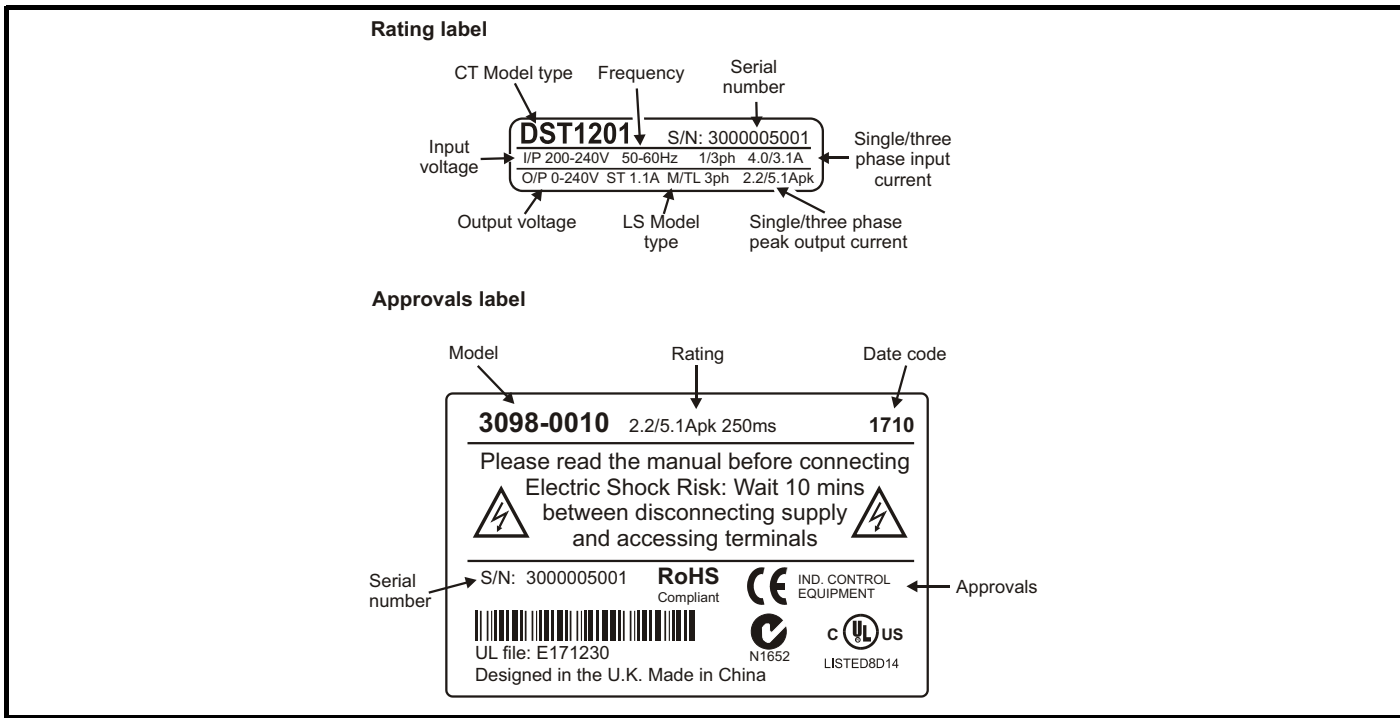 Rating label
CT Model type
Frequency
Serial
number
DST1201 S/N: 3000005001
Input
voltage
I/P 200-240V 50-60Hz 1/3ph 4.0/3.1A
O/P 0-240V ST 1.1A M/TL 3ph 2.2/5.1Apk
Single/three
phase input
current
Output voltage
LS Model
type
Single/three phase
peak output current
Approvals label
Model
Rating
Date code
3098-0010 2.2/5.1Apk 250ms 1710
Please read the manual before connecting
Electric Shock Risk: Wait 10 mins
between disconnecting supply
and accessing terminals
Serial
number
S/N: 3000005001
RoHS
Compliant
CE
IND. CONTROL
EQUIPMENT
Approvals
N1652
C UL US
LISTED8D14
UL file: E171230
Designed in the U.K. Made in China